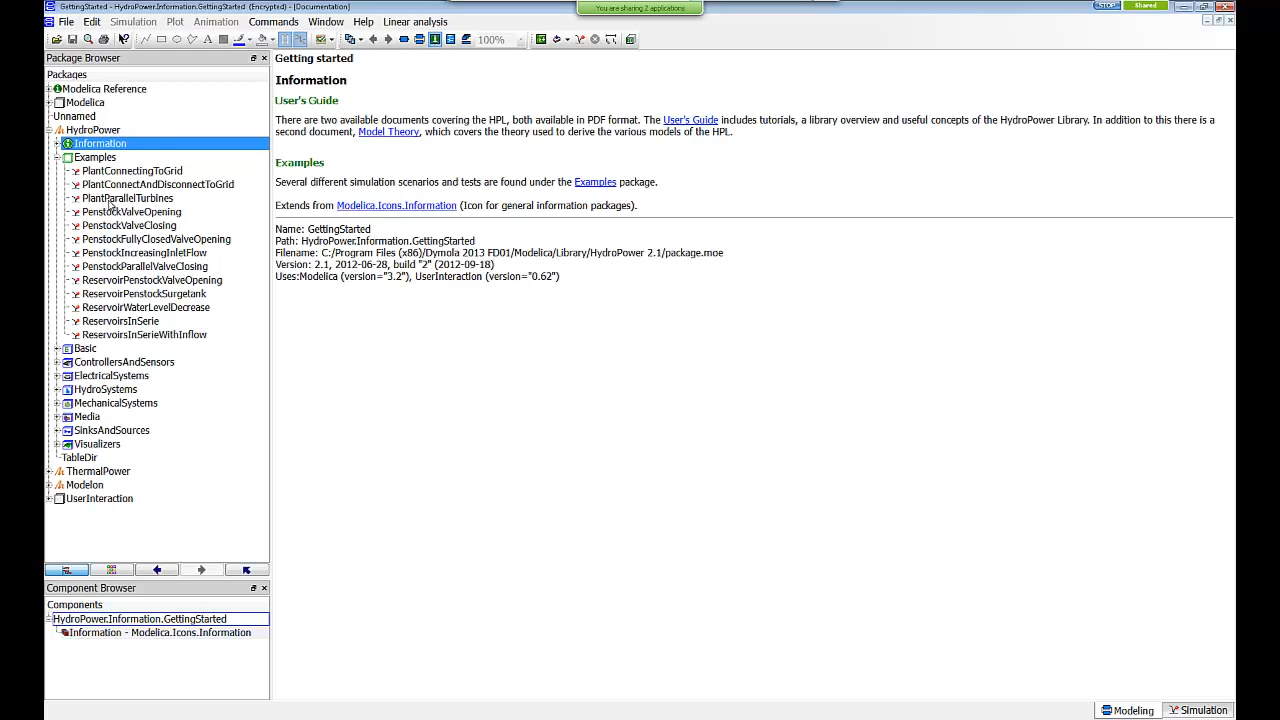 GettingStarted - HydroPower.Information.GettingStarted (Encrypted) - [Documentation]
You are sharing 2 applications
STOP
Shared
File Edit Simulation Plot Animation Commands Window Help Linear analysis
100%
Package Browser
Packages
Modelica Reference
Modelica
Unnamed
HydroPower
Information
Examples
PlantConnectingToGrid
PlantConnectAndDisconnectToGrid
PlantParallelTurbines
PenstockValveOpening
PenstockValveClosing
PenstockFullyClosedValveOpening
PenstockIncreasingInletFlow
PenstockParallelValveClosing
ReservoirPenstockValveOpening
ReservoirPenstockSurgetank
ReservoirWaterLevelDecrease
ReservoirsInSerie
ReservoirsInSerieWithInflow
Basic
ControllersAndSensors
ElectricalSystems
HydroSystems
MechanicalSystems
Media
SinksAndSources
Visualizers
TableDir
ThermalPower
Modelon
UserInteraction
Component Browser
Components
HydroPower.Information.GettingStarted
Information - Modelica.Icons.Information
Getting started
Information
User's Guide
There are two available documents covering the HPL, both available in PDF format. The User's Guide includes tutorials, a library overview and useful concepts of the HydroPower Library. In addition to this there is a
second document, Model Theory, which covers the theory used to derive the various models of the HPL.
Examples
Several different simulation scenarios and tests are found under the Examples package.
Extends from Modelica.Icons.Information (Icon for general information packages).
Name: GettingStarted
Path: HydroPower.Information.GettingStarted
Filename: C:/Program Files (x86)/Dymola 2013 FD01/Modelica/Library/HydroPower 2.1/package.moe
Version: 2.1, 2012-06-28, build "2" (2012-09-18)
Uses:Modelica (version="3.2"), UserInteraction (version="0.62")
Modeling
Simulation